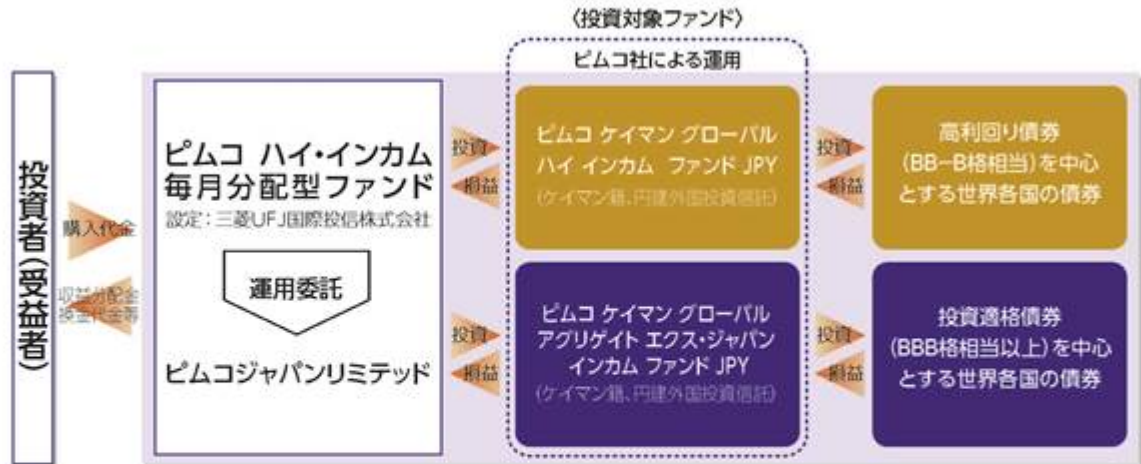 〈投資対象ファンド〉
ピムコ社による運用
投資者(受益者)
購入代金
収益分配金
換金代金等
ピムコ ハイ・インカム
毎月分配型ファンド
設定:三菱UFJ国際投信株式会社
運用委託
ピムコジャパンリミテッド
投資
損益
ピムコ ケイマン グローバル
ハイ インカム ファンド JPY
(ケイマン籍、円建外国投資信託)
投資
損益
高利回り債券
(BB−B格相当)を中心
とする世界各国の債券
投資
損益
ピムコ ケイマン グローバル
アグリゲイト エクス・ジャパン
インカム ファンド JPY
(ケイマン籍、円建外国投資信託)
投資
損益
投資適格債券
(BBB格相当以上)を中心
とする世界各国の債券